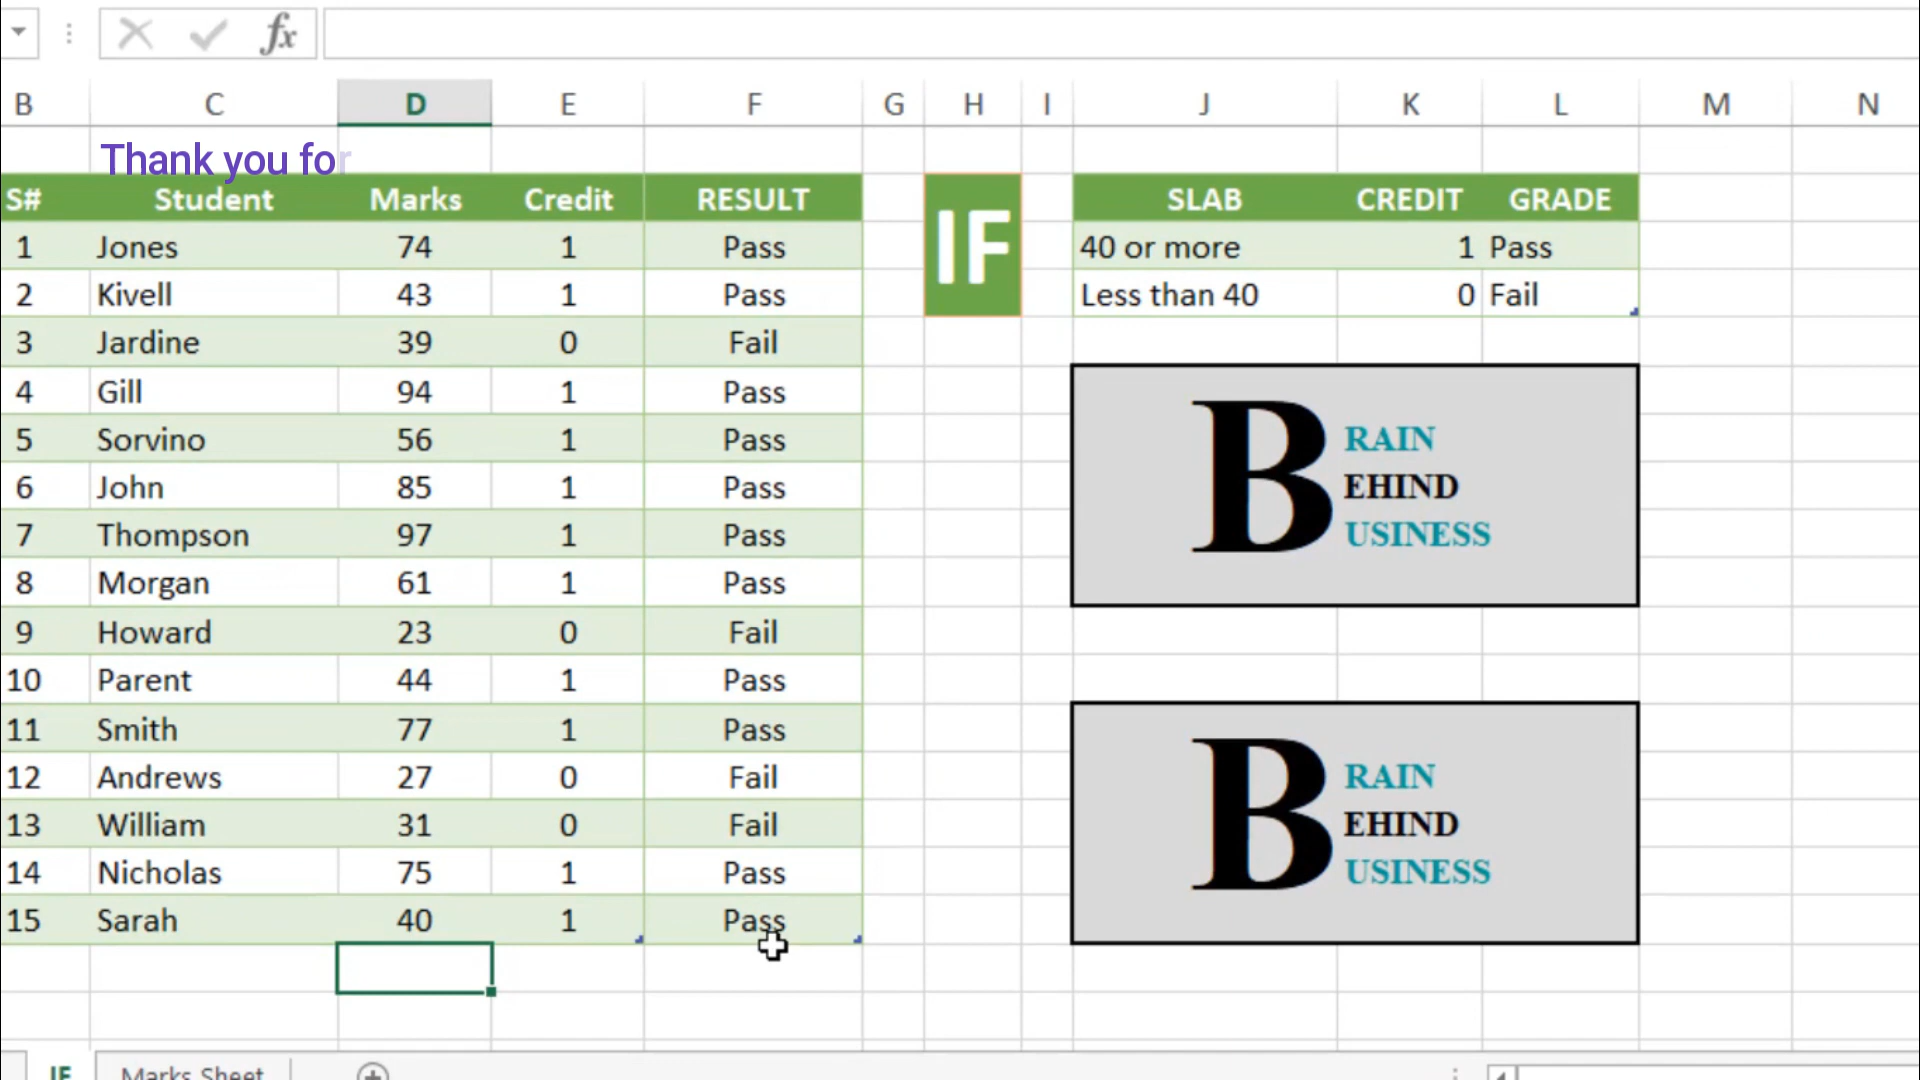 fx
B C D E F G H I J K L M N
Thank you for
S# Student Marks Credit RESULT
1 Jones 74 1 Pass
2 Kivell 43 1 Pass
3 Jardine 39 0 Fail
4 Gill 94 1 Pass
5 Sorvino 56 1 Pass
6 John 85 1 Pass
7 Thompson 97 1 Pass
8 Morgan 61 1 Pass
9 Howard 23 0 Fail
10 Parent 44 1 Pass
11 Smith 77 1 Pass
12 Andrews 27 0 Fail
13 William 31 0 Fail
14 Nicholas 75 1 Pass
15 Sarah 40 1 Pass
IF
SLAB CREDIT GRADE
40 or more 1 Pass
Less than 40 0 Fail
BRAIN
EHIND
USINESS
BRAIN
EHIND
USINESS
IF Marks Sheet